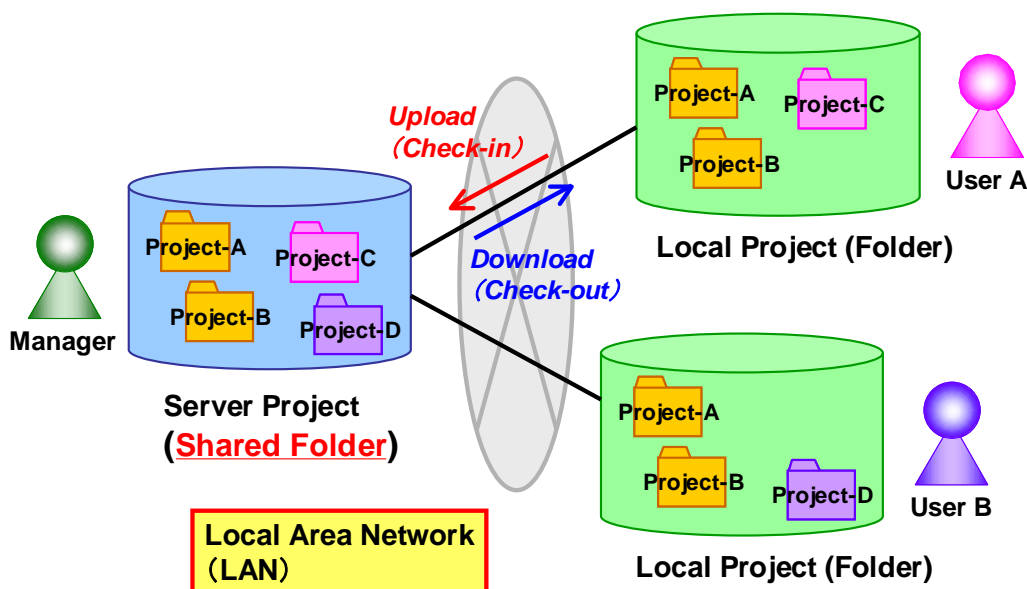 Upload
（Check-in）
Download
（Check-out）
Manager
Project-A
Project-C
Project-B
Project-D
Server Project
(Shared Folder)
Project-A
Project-C
Project-B
User A
Local Project (Folder)
Project-A
Project-B
Project-D
User B
Local Project (Folder)
Local Area Network
（LAN）